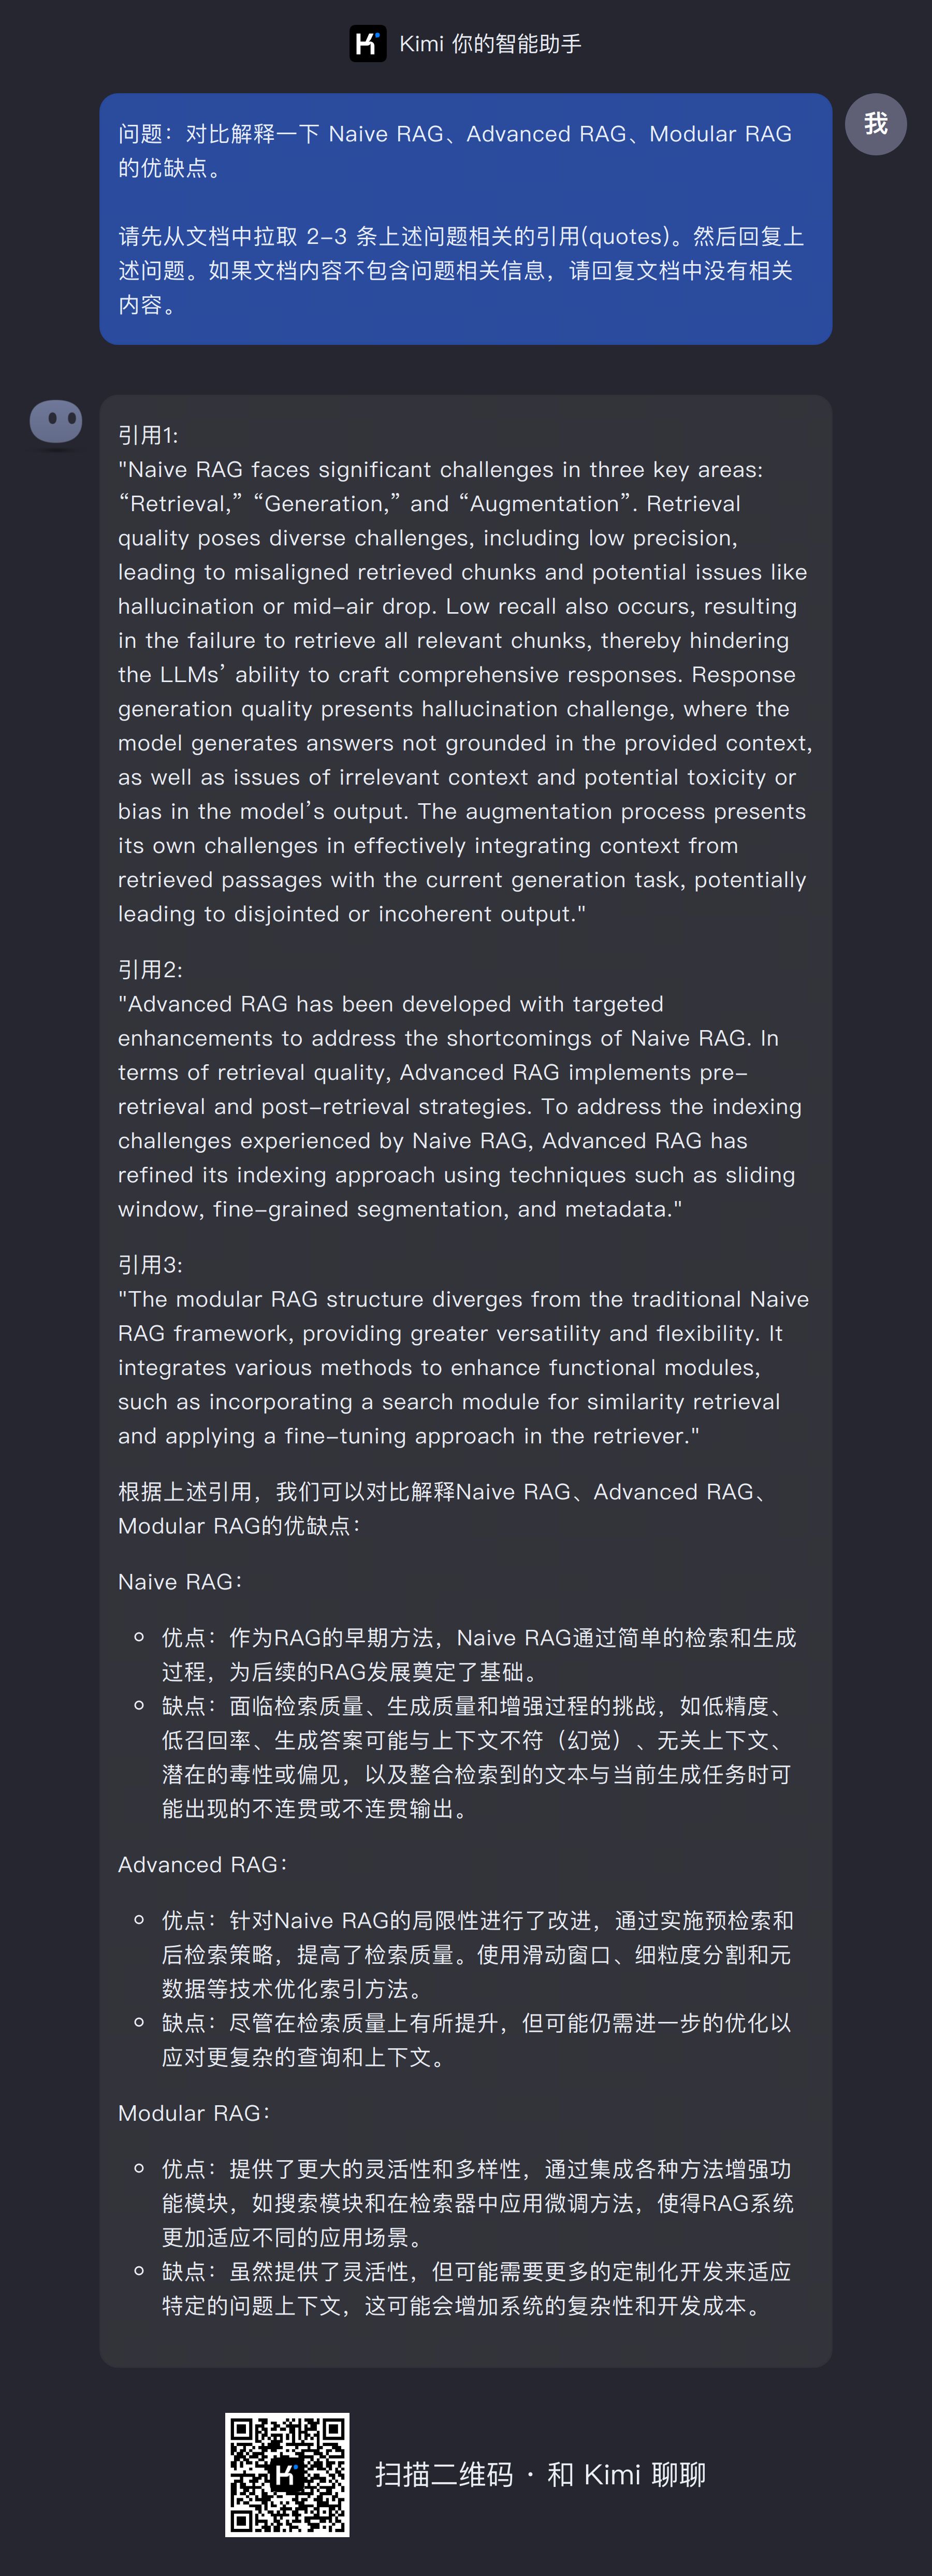 Kimi 你的智能助手
问题：对比解释一下 Naive RAG、Advanced RAG、Modular RAG
的优缺点。
我
请先从文档中拉取 2-3 条上述问题相关的引用(quotes)。然后回复上
述问题。如果文档内容不包含问题相关信息，请回复文档中没有相关
内容。
引用1:
"Naive RAG faces significant challenges in three key areas:
“Retrieval,” “Generation,” and “Augmentation”. Retrieval
quality poses diverse challenges, including low precision,
leading to misaligned retrieved chunks and potential issues like
hallucination or mid-air drop. Low recall also occurs, resulting
in the failure to retrieve all relevant chunks, thereby hindering
the LLMs’ ability to craft comprehensive responses. Response
generation quality presents hallucination challenge, where the
model generates answers not grounded in the provided context,
as well as issues of irrelevant context and potential toxicity or
bias in the model’s output. The augmentation process presents
its own challenges in effectively integrating context from
retrieved passages with the current generation task, potentially
leading to disjointed or incoherent output."
引用2:
"Advanced RAG has been developed with targeted
enhancements to address the shortcomings of Naive RAG. In
terms of retrieval quality, Advanced RAG implements pre-
retrieval and post-retrieval strategies. To address the indexing
challenges experienced by Naive RAG, Advanced RAG has
refined its indexing approach using techniques such as sliding
window, fine-grained segmentation, and metadata."
引用3:
"The modular RAG structure diverges from the traditional Naive
RAG framework, providing greater versatility and flexibility. It
integrates various methods to enhance functional modules,
such as incorporating a search module for similarity retrieval
and applying a fine-tuning approach in the retriever."
根据上述引用，我们可以对比解释Naive RAG、Advanced RAG、
Modular RAG的优缺点：
Naive RAG：
优点：作为RAG的早期方法，Naive RAG通过简单的检索和生成
过程，为后续的RAG发展奠定了基础。
缺点：面临检索质量、生成质量和增强过程的挑战，如低精度、
低召回率、生成答案可能与上下文不符（幻觉）、无关上下文、
潜在的毒性或偏见，以及整合检索到的文本与当前生成任务时可
能出现的不连贯或不连贯输出。
Advanced RAG：
优点：针对Naive RAG的局限性进行了改进，通过实施预检索和
后检索策略，提高了检索质量。使用滑动窗口、细粒度分割和元
数据等技术优化索引方法。
缺点：尽管在检索质量上有所提升，但可能仍需进一步的优化以
应对更复杂的查询和上下文。
Modular RAG：
优点：提供了更大的灵活性和多样性，通过集成各种方法增强功
能模块，如搜索模块和在检索器中应用微调方法，使得RAG系统
更加适应不同的应用场景。
缺点：虽然提供了灵活性，但可能需要更多的定制化开发来适应
特定的问题上下文，这可能会增加系统的复杂性和开发成本。
扫描二维码 · 和 Kimi 聊聊